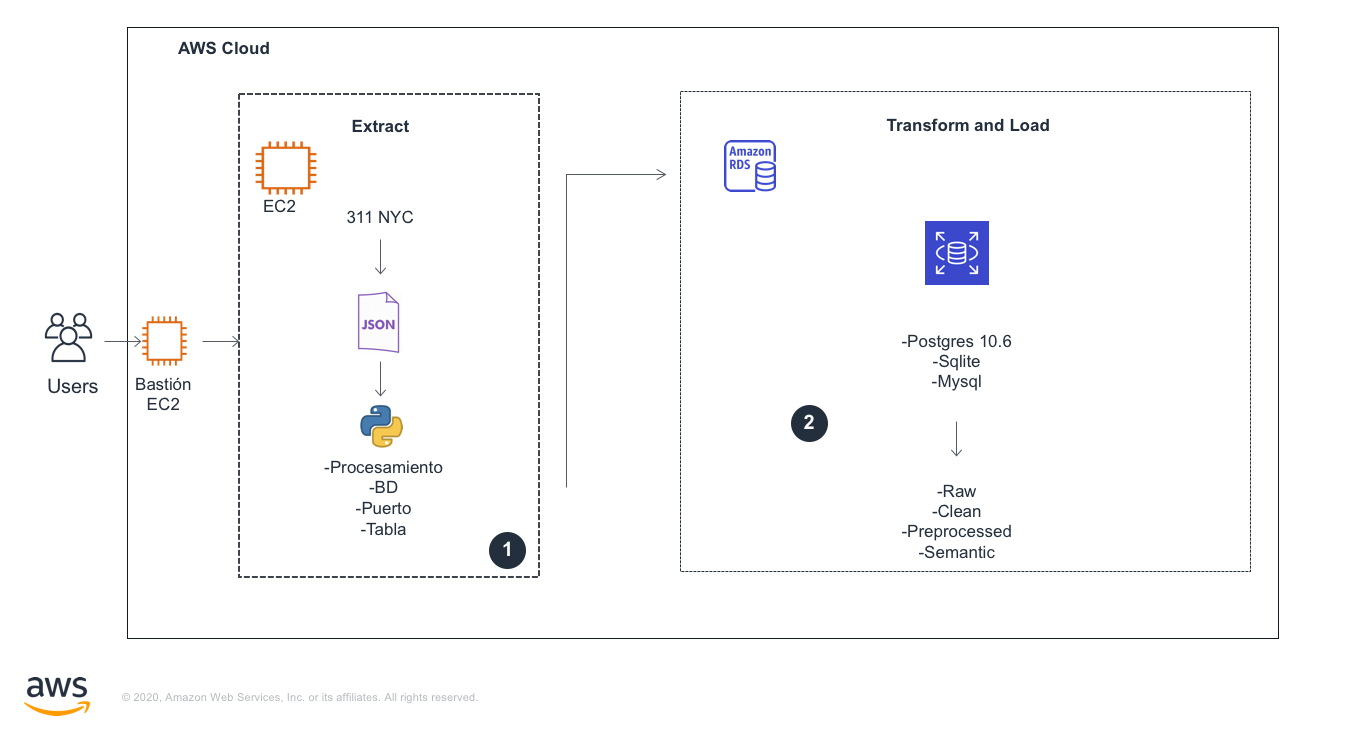 AWS Cloud
Extract
EC2
311 NYC
JSON
-Procesamiento
-BD
-Puerto
-Tabla
1
Users
Bastión
EC2
Transform and Load
Amazon
RDS
-Postgres 10.6
-Sqlite
-Mysql
2
-Raw
-Clean
-Preprocessed
-Semantic
aws
© 2020, Amazon Web Services, Inc. or its affiliates. All rights reserved.